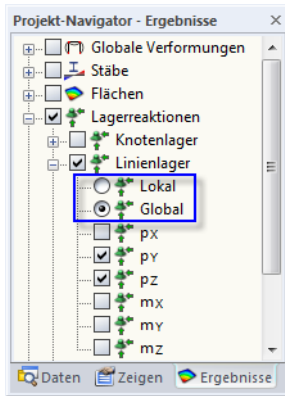 Projekt-Navigator - Ergebnisse
Globale Verformungen
Stäbe
Flächen
Lagerreaktionen
Knotenlager
Linienlager
Lokal
Global
pX
pY
pZ
mX
mY
mZ
Daten Zeigen Ergebnisse